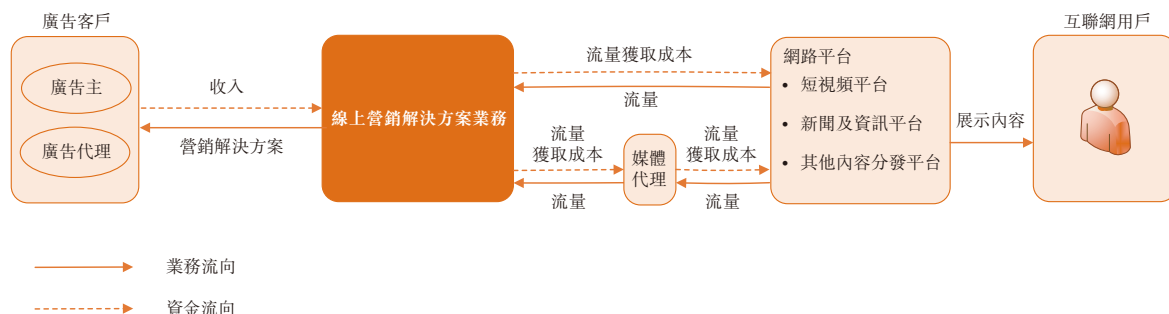 廣告客戶
廣告主
廣告代理
收入
營銷解決方案
線上營銷解決方案業務
流量獲取成本
流量
流量
獲取成本
流量
媒體
代理
流量
獲取成本
流量
網路平台
• 短視頻平台
• 新聞及資訊平台
• 其他內容分發平台
展示內容
互聯網用戶
業務流向
資金流向